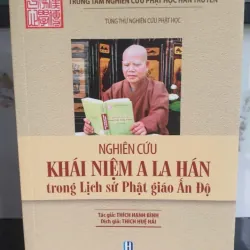 TRUNG TÂM NGHIÊN CỨU PHẬT HỌC HÁN TRUYỀN
TÙNG THƯ NGHIÊN CỨU PHẬT HỌC
NGHIÊN CỨU
KHÁI NIỆM A LA HÁN
trong Lịch sử Phật giáo Ấn Độ
Tác giả: THÍCH HẠNH BÌNH
Dịch giả: THÍCH HUỆ HẢI